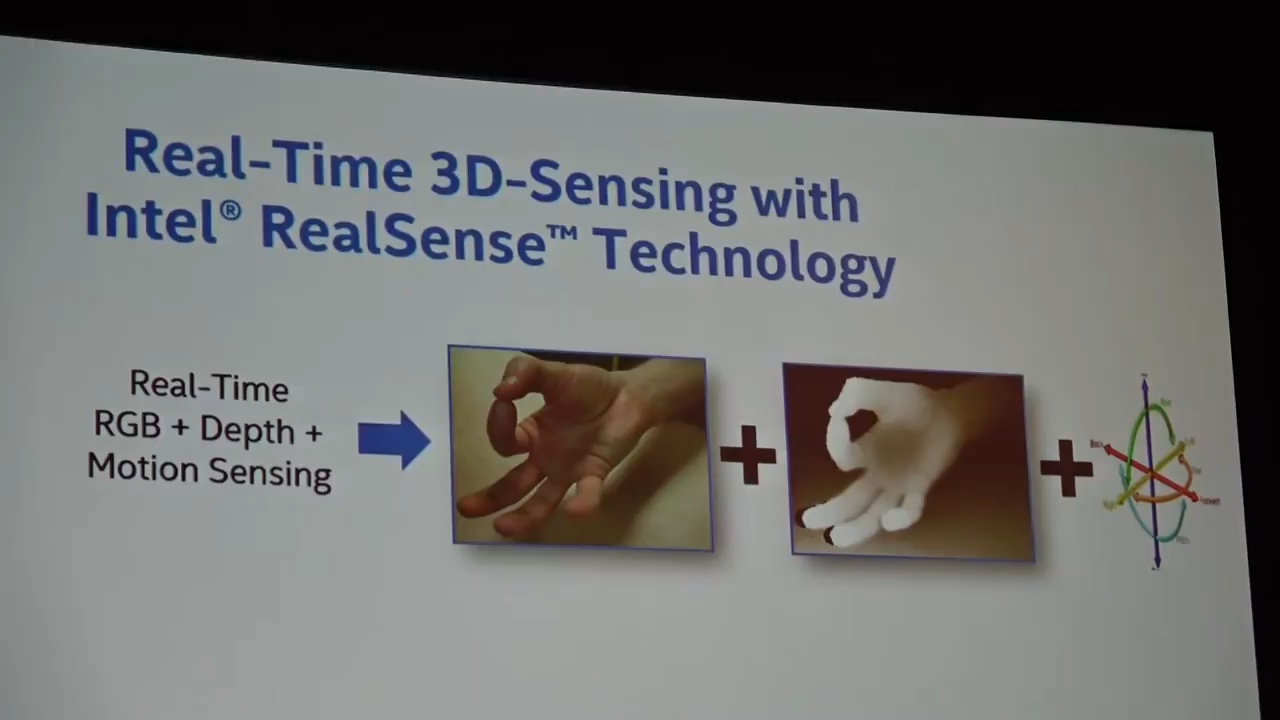 Real-Time 3D-Sensing with
Intel® RealSense™ Technology
Real-Time
RGB + Depth +
Motion Sensing